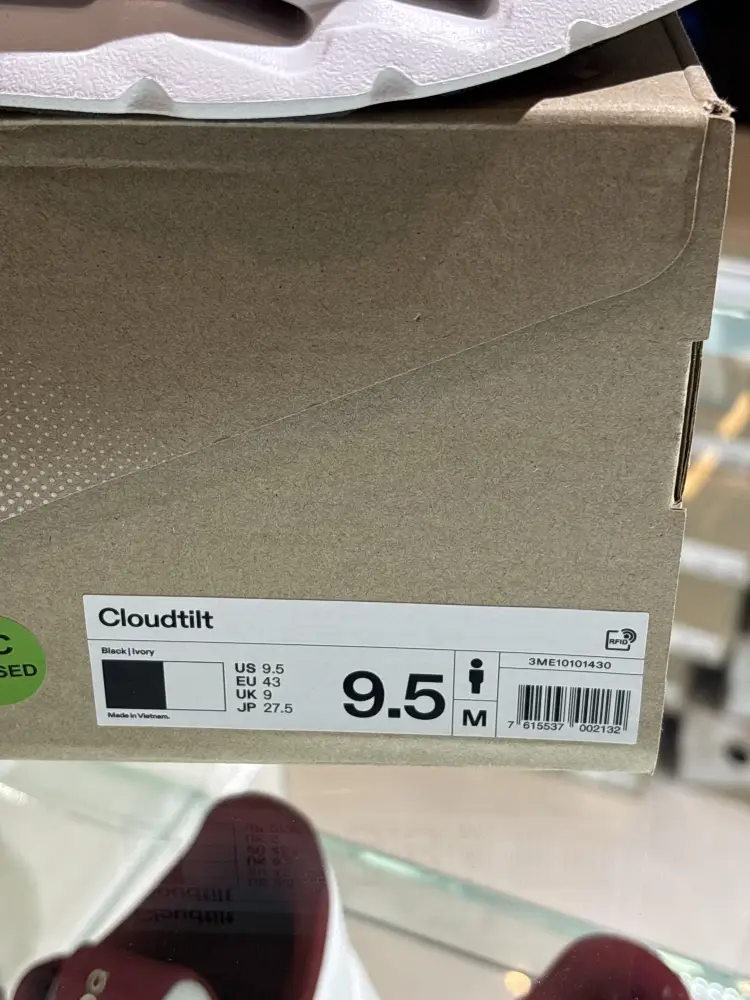 Cloudtilt
RFID
Black | Ivory
US 9.5
EU 43
UK 9
JP 27.5
9.5
M
3ME10101430
Made in Vietnam.
7 615537 002132
C
SED
Cloudtilt